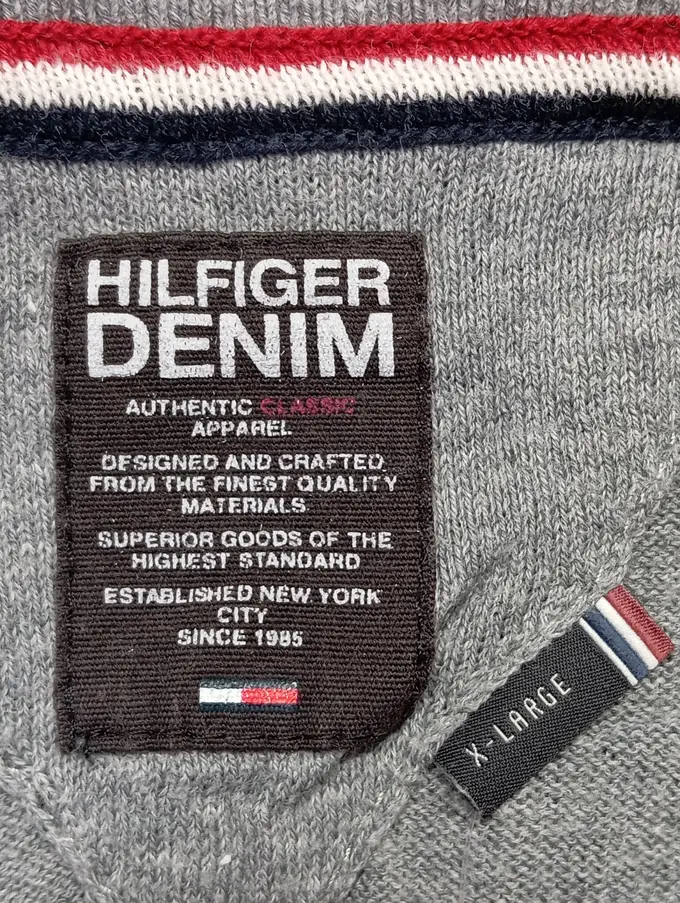 HILFIGER
DENIM
AUTHENTIC CLASSIC
APPAREL
DESIGNED AND CRAFTED
FROM THE FINEST QUALITY
MATERIALS
SUPERIOR GOODS OF THE
HIGHEST STANDARD
ESTABLISHED NEW YORK
CITY
SINCE 1985
X-LARGE